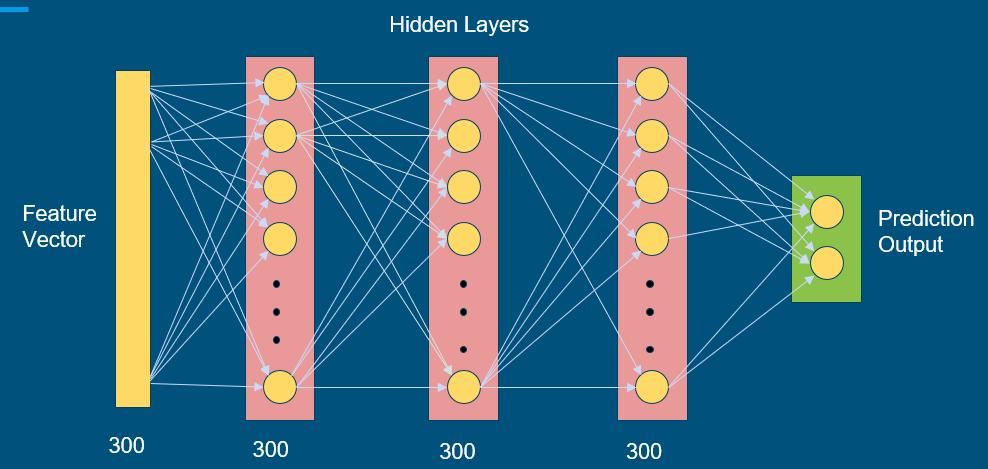 Hidden Layers
Feature
Vector
Prediction
Output
300
300
300
300